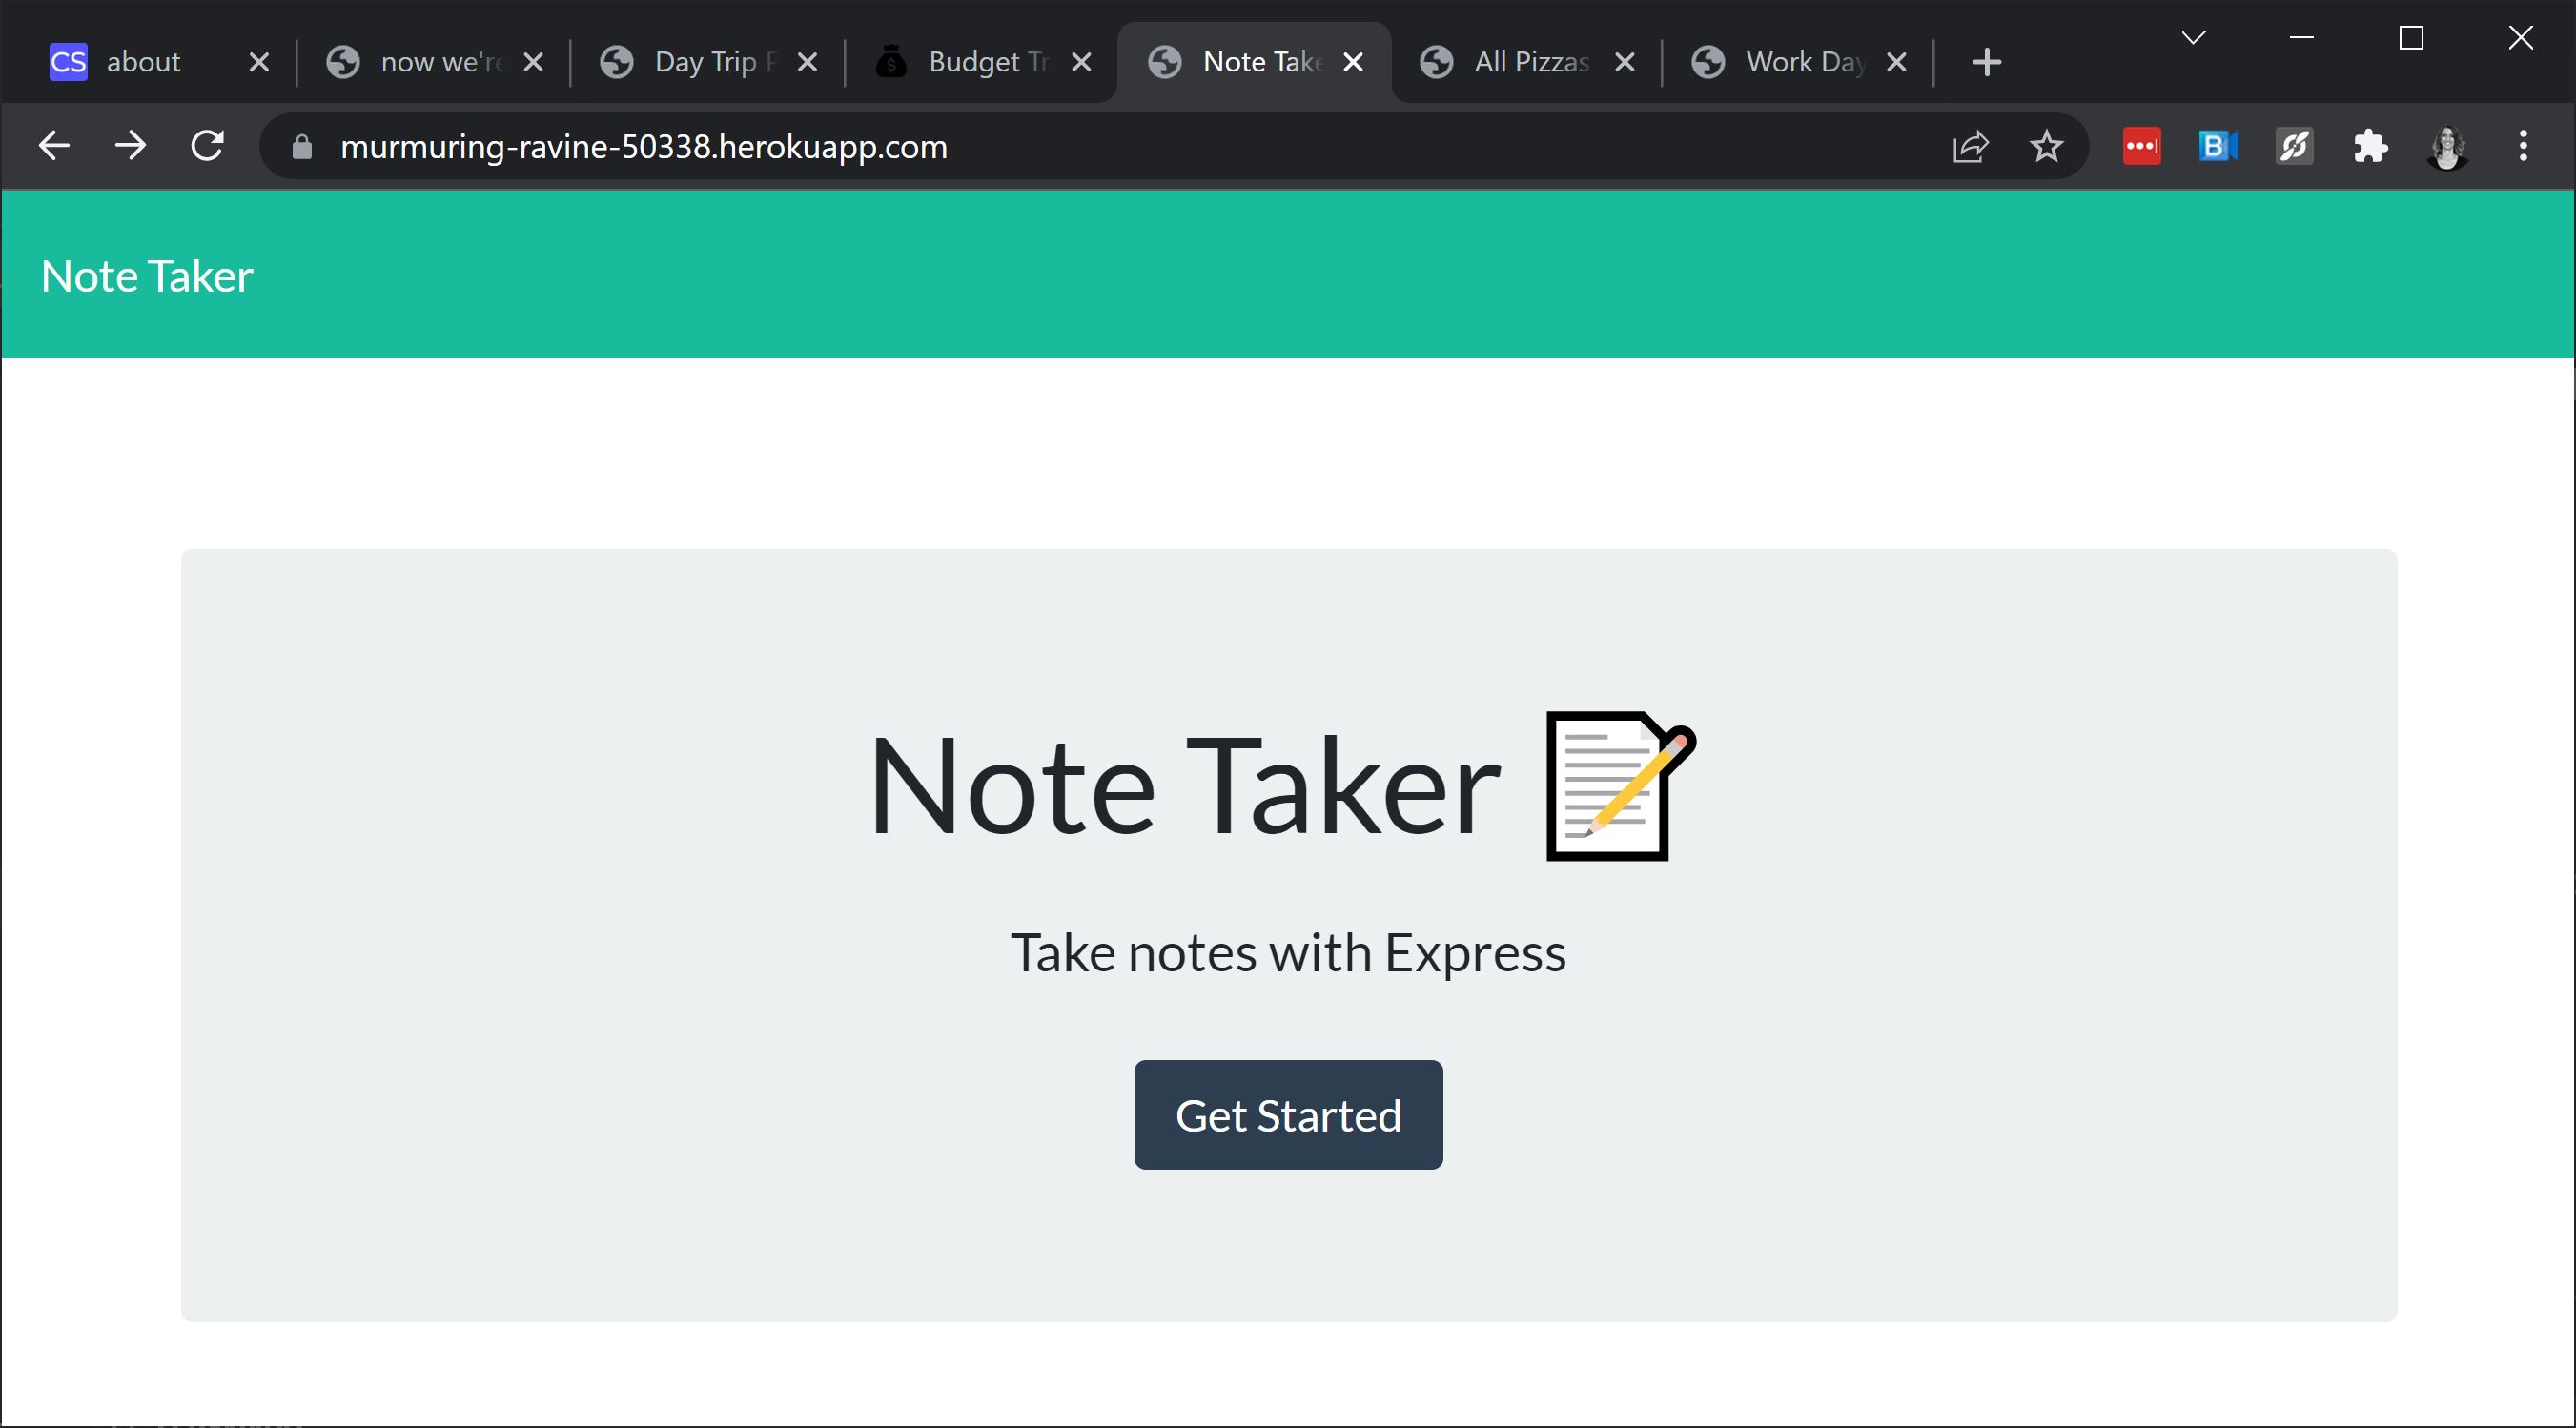 CS about
now we're
Day Trip
Budget Tr
Note Take
All Pizzas
Work Day
murmuring-ravine-50338.herokuapp.com
B
Note Taker
Note Taker
Take notes with Express
Get Started